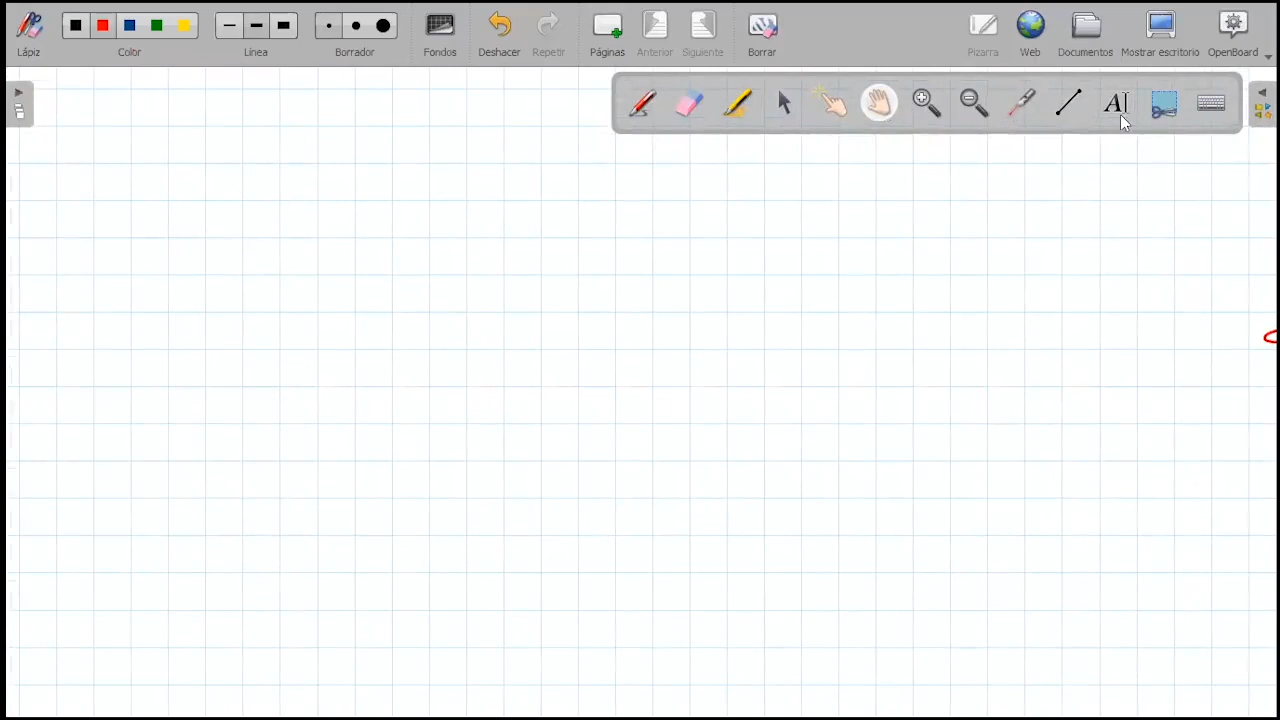 Lápiz
Color
Línea
Borrador
Fondos
Deshacer
Repetir
Páginas
Anterior
Siguiente
Borrar
Pizarra
Web
Documentos
Mostrar escritorio
OpenBoard
A